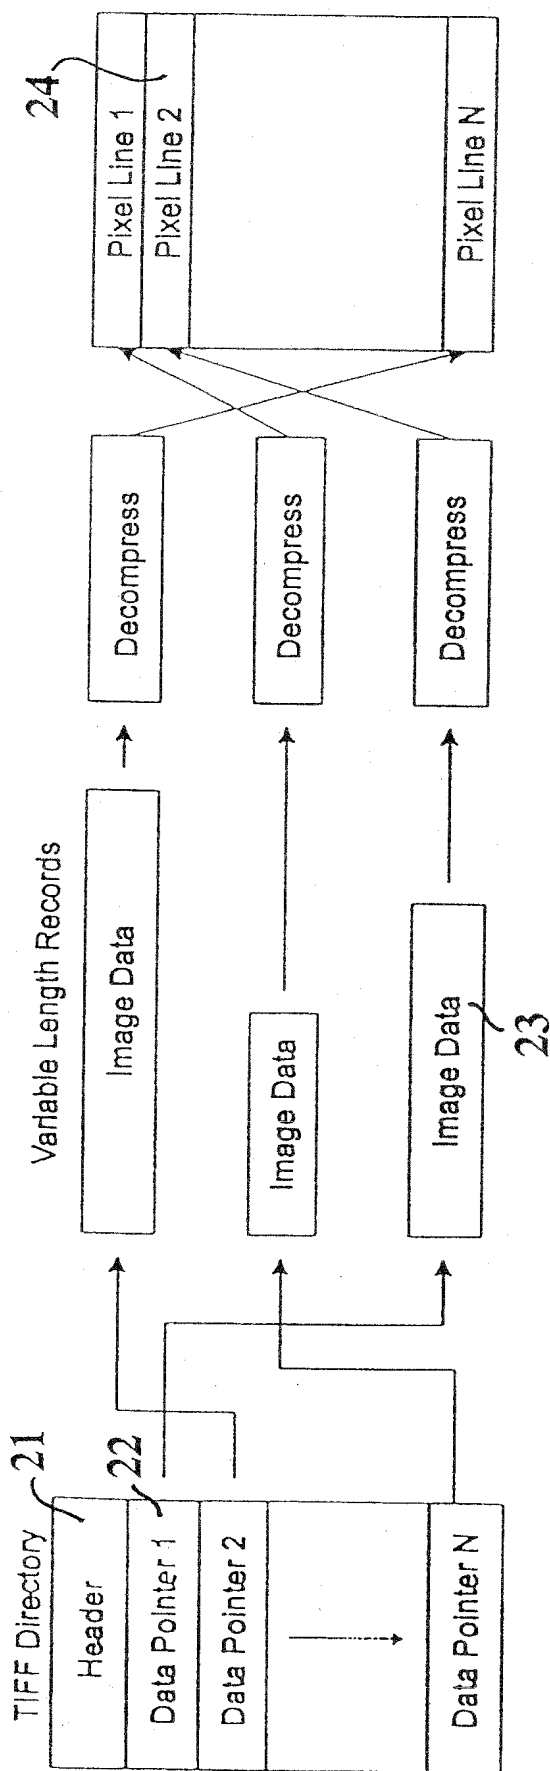 TIFF Directory
21
Header
Data Pointer 1
22
Data Pointer 2
Data Pointer N
Variable Length Records
Image Data
Image Data
Image Data
23
Decompress
Decompress
Decompress
24
Pixel Line 1
Pixel Line 2
Pixel Line N